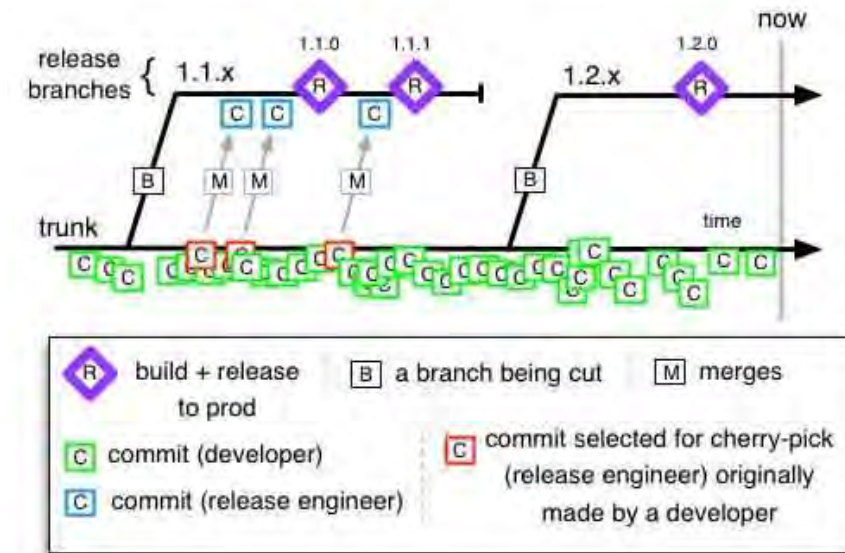 now
release
branches
{
1.1.x
1.1.0
1.1.1
1.2.x
1.2.0
R
R
R
C
C
C
B
M
M
M
B
trunk
time
C C C C C C C C C C C C C C C C C C C C C C C C C C C C C C C C
R build + release
to prod
B a branch being cut
M merges
C commit (developer)
C commit (release engineer)
C commit selected for cherry-pick
(release engineer) originally
made by a developer